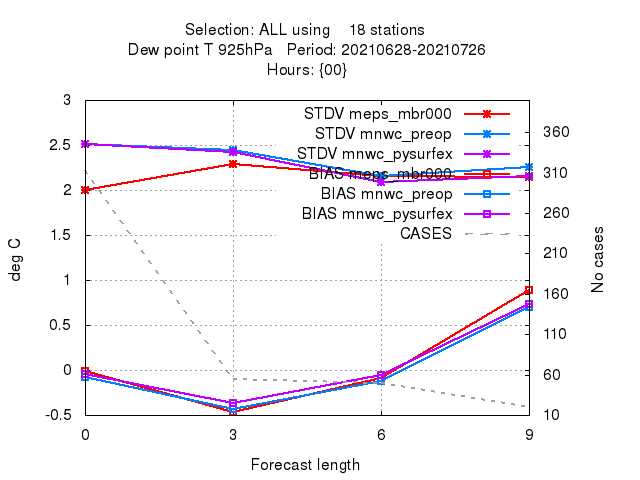 Selection: ALL using 18 stations
Dew point T 925hPa Period: 20210628-20210726
Hours: {00}
STDV meps_mbr000
STDV mnwc_preop
STDV mnwc_pysurfex
BIAS meps_mbr000
BIAS mnwc_preop
BIAS mnwc_pysurfex
CASES
3
2.5
2
1.5
1
0.5
0
-0.5
deg C
360
310
260
210
160
110
60
10
No cases
0 3 6 9
Forecast length